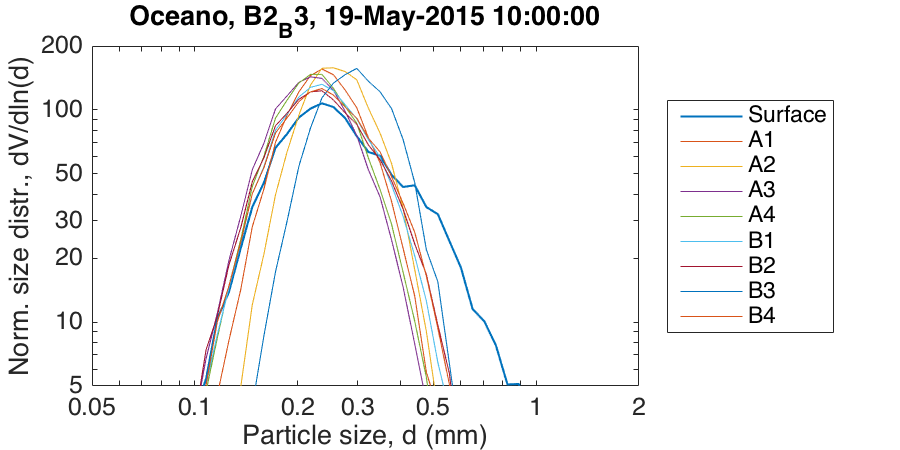 Oceano, B2_B3, 19-May-2015 10:00:00
Norm. size distr., dV/dln(d)
200
100
50
30
20
10
5
0.05 0.1 0.2 0.3 0.5 1 2
Particle size, d (mm)
Surface
A1
A2
A3
A4
B1
B2
B3
B4